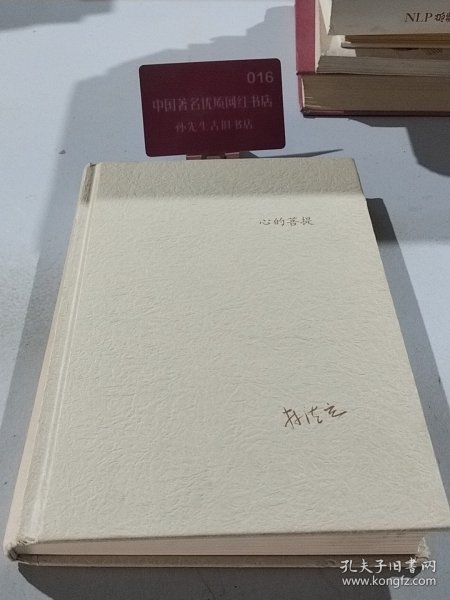 NLP
016
中国著名优质网红书店
孙先生古旧书店
心的菩提
林清玄
孔夫子旧书网
www.kongfz.com